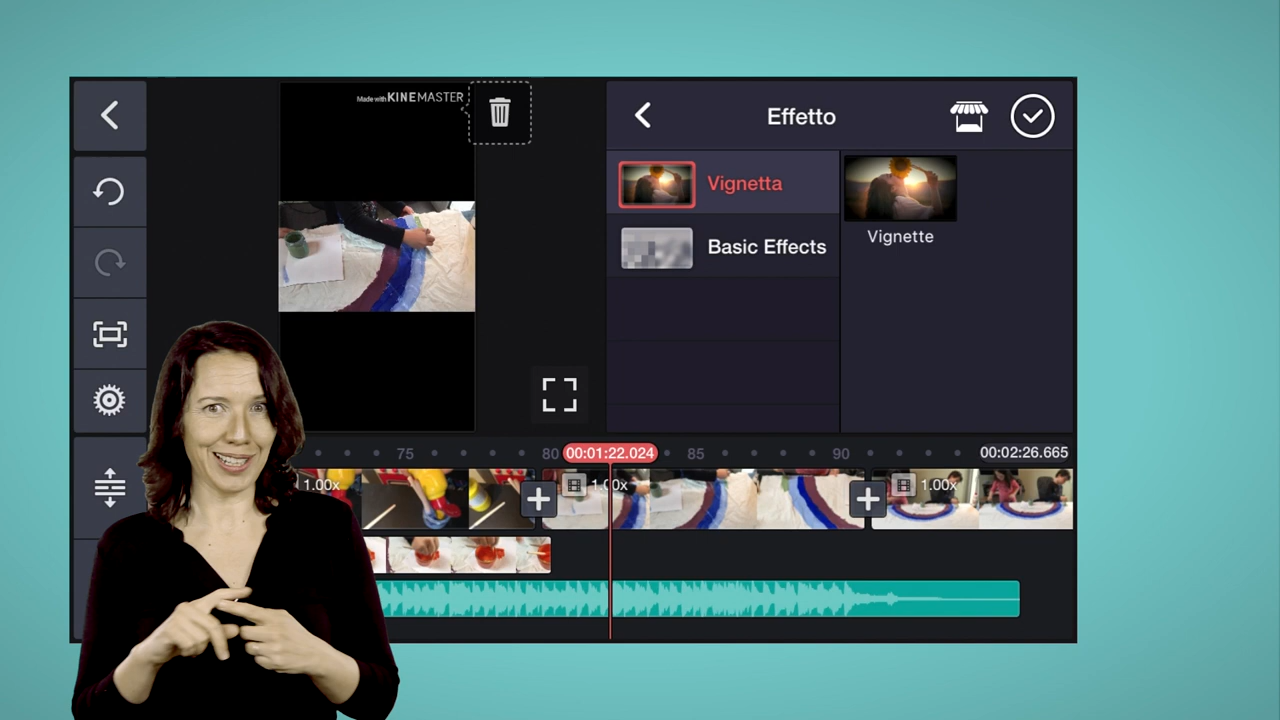 Made with KINEMASTER
Effetto
Vignetta
Basic Effects
Vignette
75
80
00:01:22.024
85
90
00:02:26.665
1.00x
1.00x
1.00x